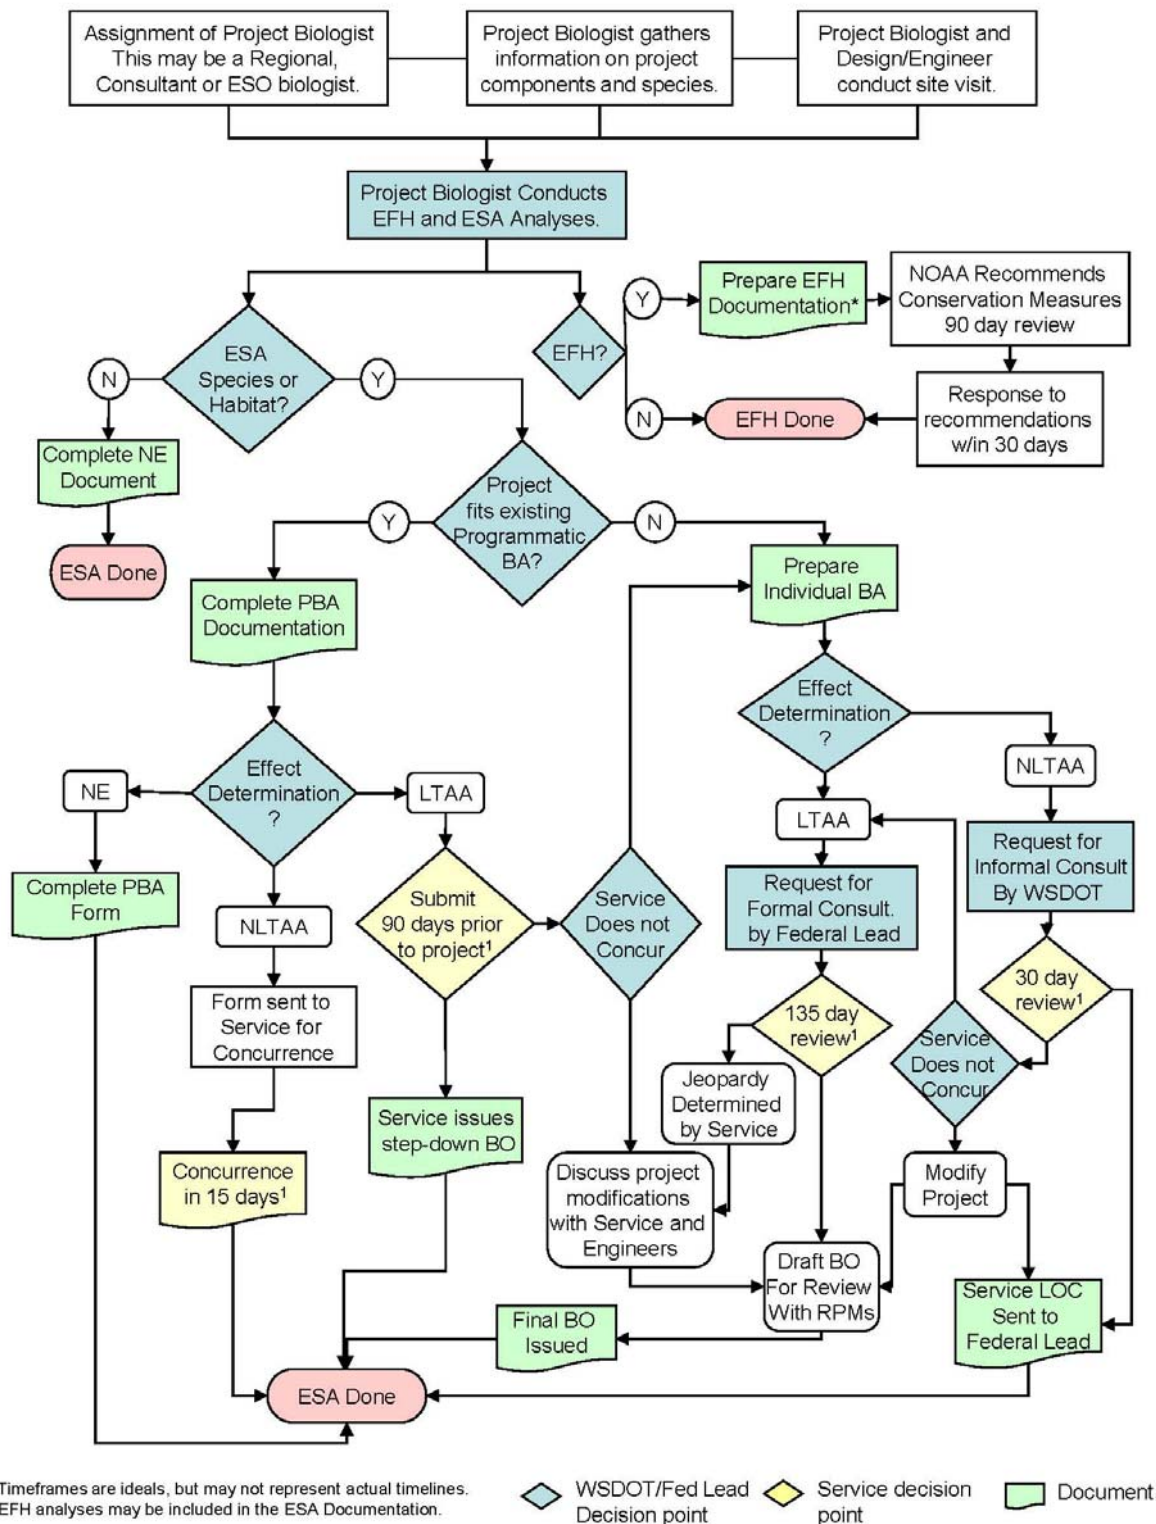 Assignment of Project Biologist
This may be a Regional,
Consultant or ESO biologist.
Project Biologist gathers
information on project
components and species.
Project Biologist and
Design/Engineer
conduct site visit.
Project Biologist Conducts
EFH and ESA Analyses.
ESA
Species or
Habitat?
N
Y
EFH?
Y
N
Prepare EFH
Documentation*
NOAA Recommends
Conservation Measures
90 day review
Response to
recommendations
w/in 30 days
EFH Done
Complete NE
Document
ESA Done
Project
fits existing
Programmatic
BA?
Y
N
Complete PBA
Documentation
Prepare
Individual BA
Effect
Determination
?
NE
LTAA
NLTAA
Complete PBA
Form
Form sent to
Service for
Concurrence
Concurrence
in 15 days¹
Submit
90 days prior
to project¹
Service issues
step-down BO
Service
Does not
Concur
Effect
Determination
?
NLTAA
LTAA
Request for
Formal Consult.
by Federal Lead
Request for
Informal Consult
By WSDOT
135 day
review¹
30 day
review¹
Service
Does not
Concur
Jeopardy
Determined
by Service
Discuss project
modifications
with Service and
Engineers
Modify
Project
Draft BO
For Review
With RPMs
Service LOC
Sent to
Federal Lead
Final BO
Issued
ESA Done
Timeframes are ideals, but may not represent actual timelines.
EFH analyses may be included in the ESA Documentation.
WSDOT/Fed Lead
Decision point
Service decision
point
Document